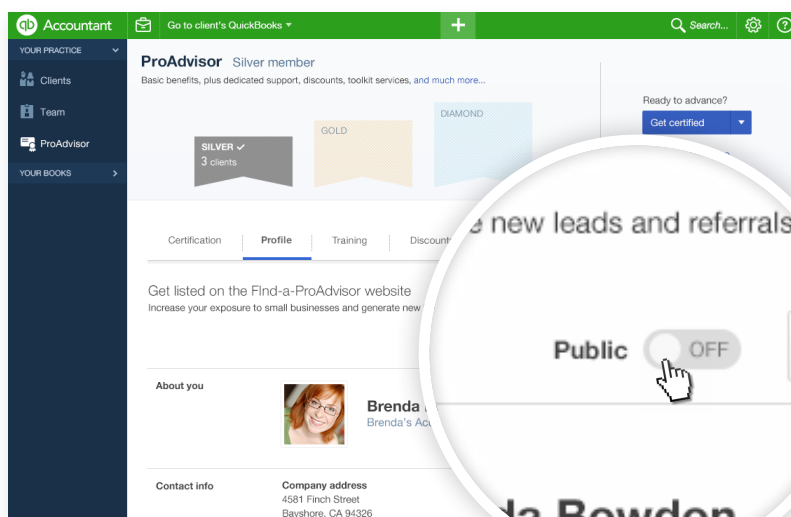 qb Accountant
Go to client's QuickBooks
Search...
YOUR PRACTICE
Clients
Team
ProAdvisor
YOUR BOOKS
ProAdvisor Silver member
Basic benefits, plus dedicated support, discounts, toolkit services, and much more...
SILVER ✓
3 clients
GOLD
DIAMOND
Ready to advance?
Get certified
Certification Profile Training Discount
Get listed on the FInd-a-ProAdvisor website
Increase your exposure to small businesses and generate new
new leads and referrals
Public OFF
About you
Brenda
Brenda's
Contact info
Company address
4581 Finch Street
Bayshore, CA 94326
da Bowdon